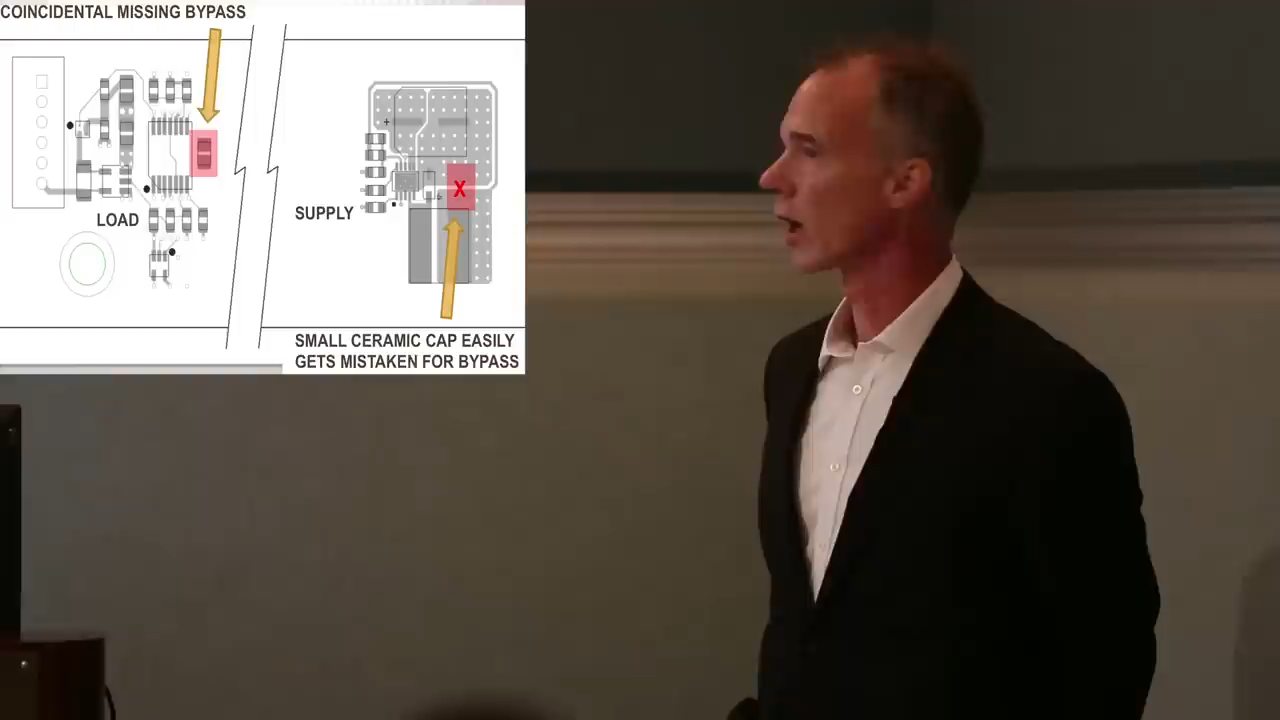 COINCIDENTAL MISSING BYPASS
LOAD
SUPPLY
X
SMALL CERAMIC CAP EASILY
GETS MISTAKEN FOR BYPASS